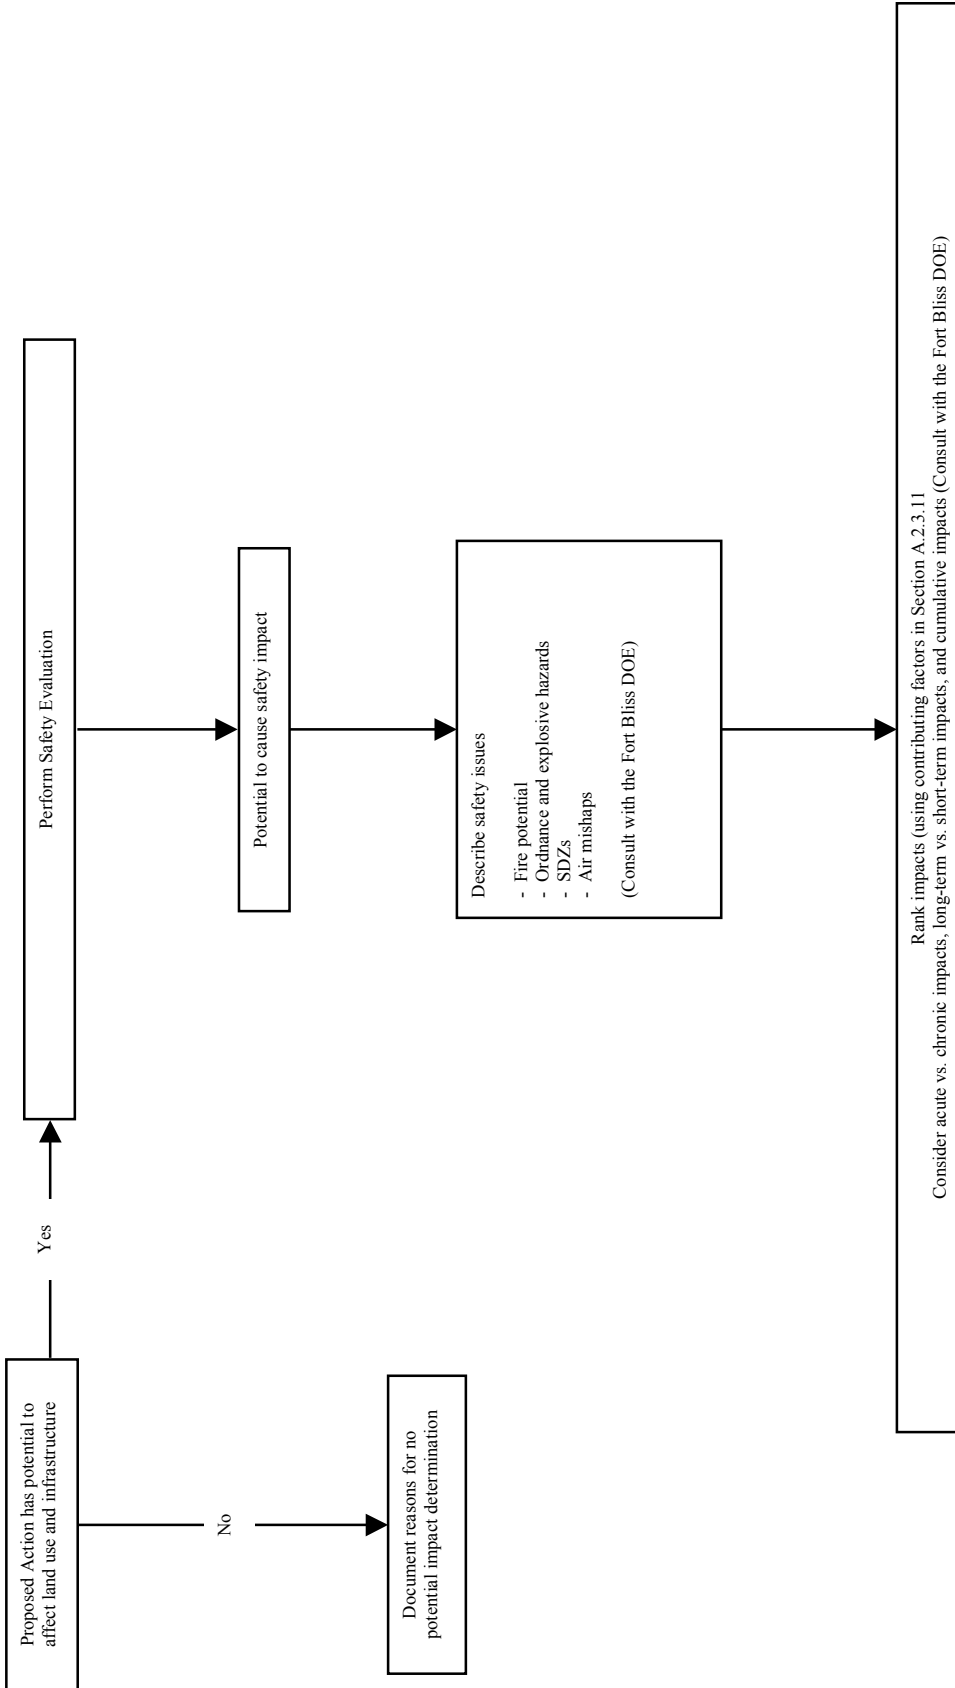 Proposed Action has potential to
affect land use and infrastructure
Yes
Perform Safety Evaluation
No
Document reasons for no
potential impact determination
Potential to cause safety impact
Describe safety issues
- Fire potential
- Ordnance and explosive hazards
- SDZs
- Air mishaps
(Consult with the Fort Bliss DOE)
Rank impacts (using contributing factors in Section A.2.3.11
Consider acute vs. chronic impacts, long-term vs. short-term impacts, and cumulative impacts (Consult with the Fort Bliss DOE)